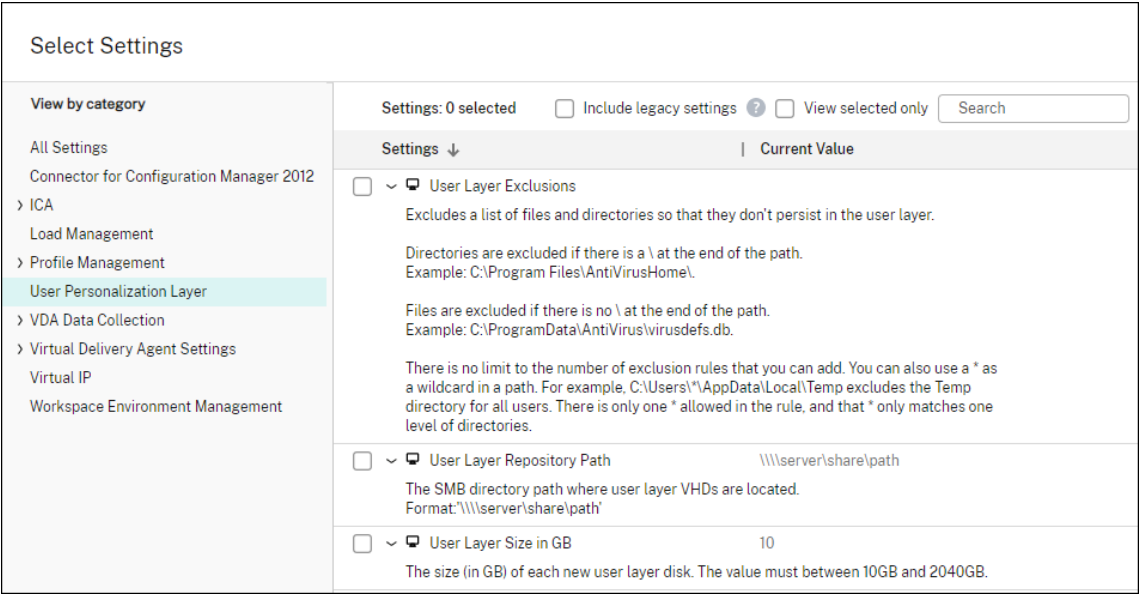 Select Settings
View by category
All Settings
Connector for Configuration Manager 2012
ICA
Load Management
Profile Management
User Personalization Layer
VDA Data Collection
Virtual Delivery Agent Settings
Virtual IP
Workspace Environment Management
Settings: 0 selected Include legacy settings ? View selected only Search
Settings ↓ | Current Value
User Layer Exclusions
Excludes a list of files and directories so that they don't persist in the user layer.
Directories are excluded if there is a \ at the end of the path.
Example: C:\Program Files\AntiVirusHome\.
Files are excluded if there is no \ at the end of the path.
Example: C:\ProgramData\AntiVirus\virusdefs.db.
There is no limit to the number of exclusion rules that you can add. You can also use a * as
a wildcard in a path. For example, C:\Users\*\AppData\Local\Temp excludes the Temp
directory for all users. There is only one * allowed in the rule, and that * only matches one
level of directories.
User Layer Repository Path \\\\server\share\path
The SMB directory path where user layer VHDs are located.
Format:'\\\\server\share\path'
User Layer Size in GB 10
The size (in GB) of each new user layer disk. The value must between 10GB and 2040GB.